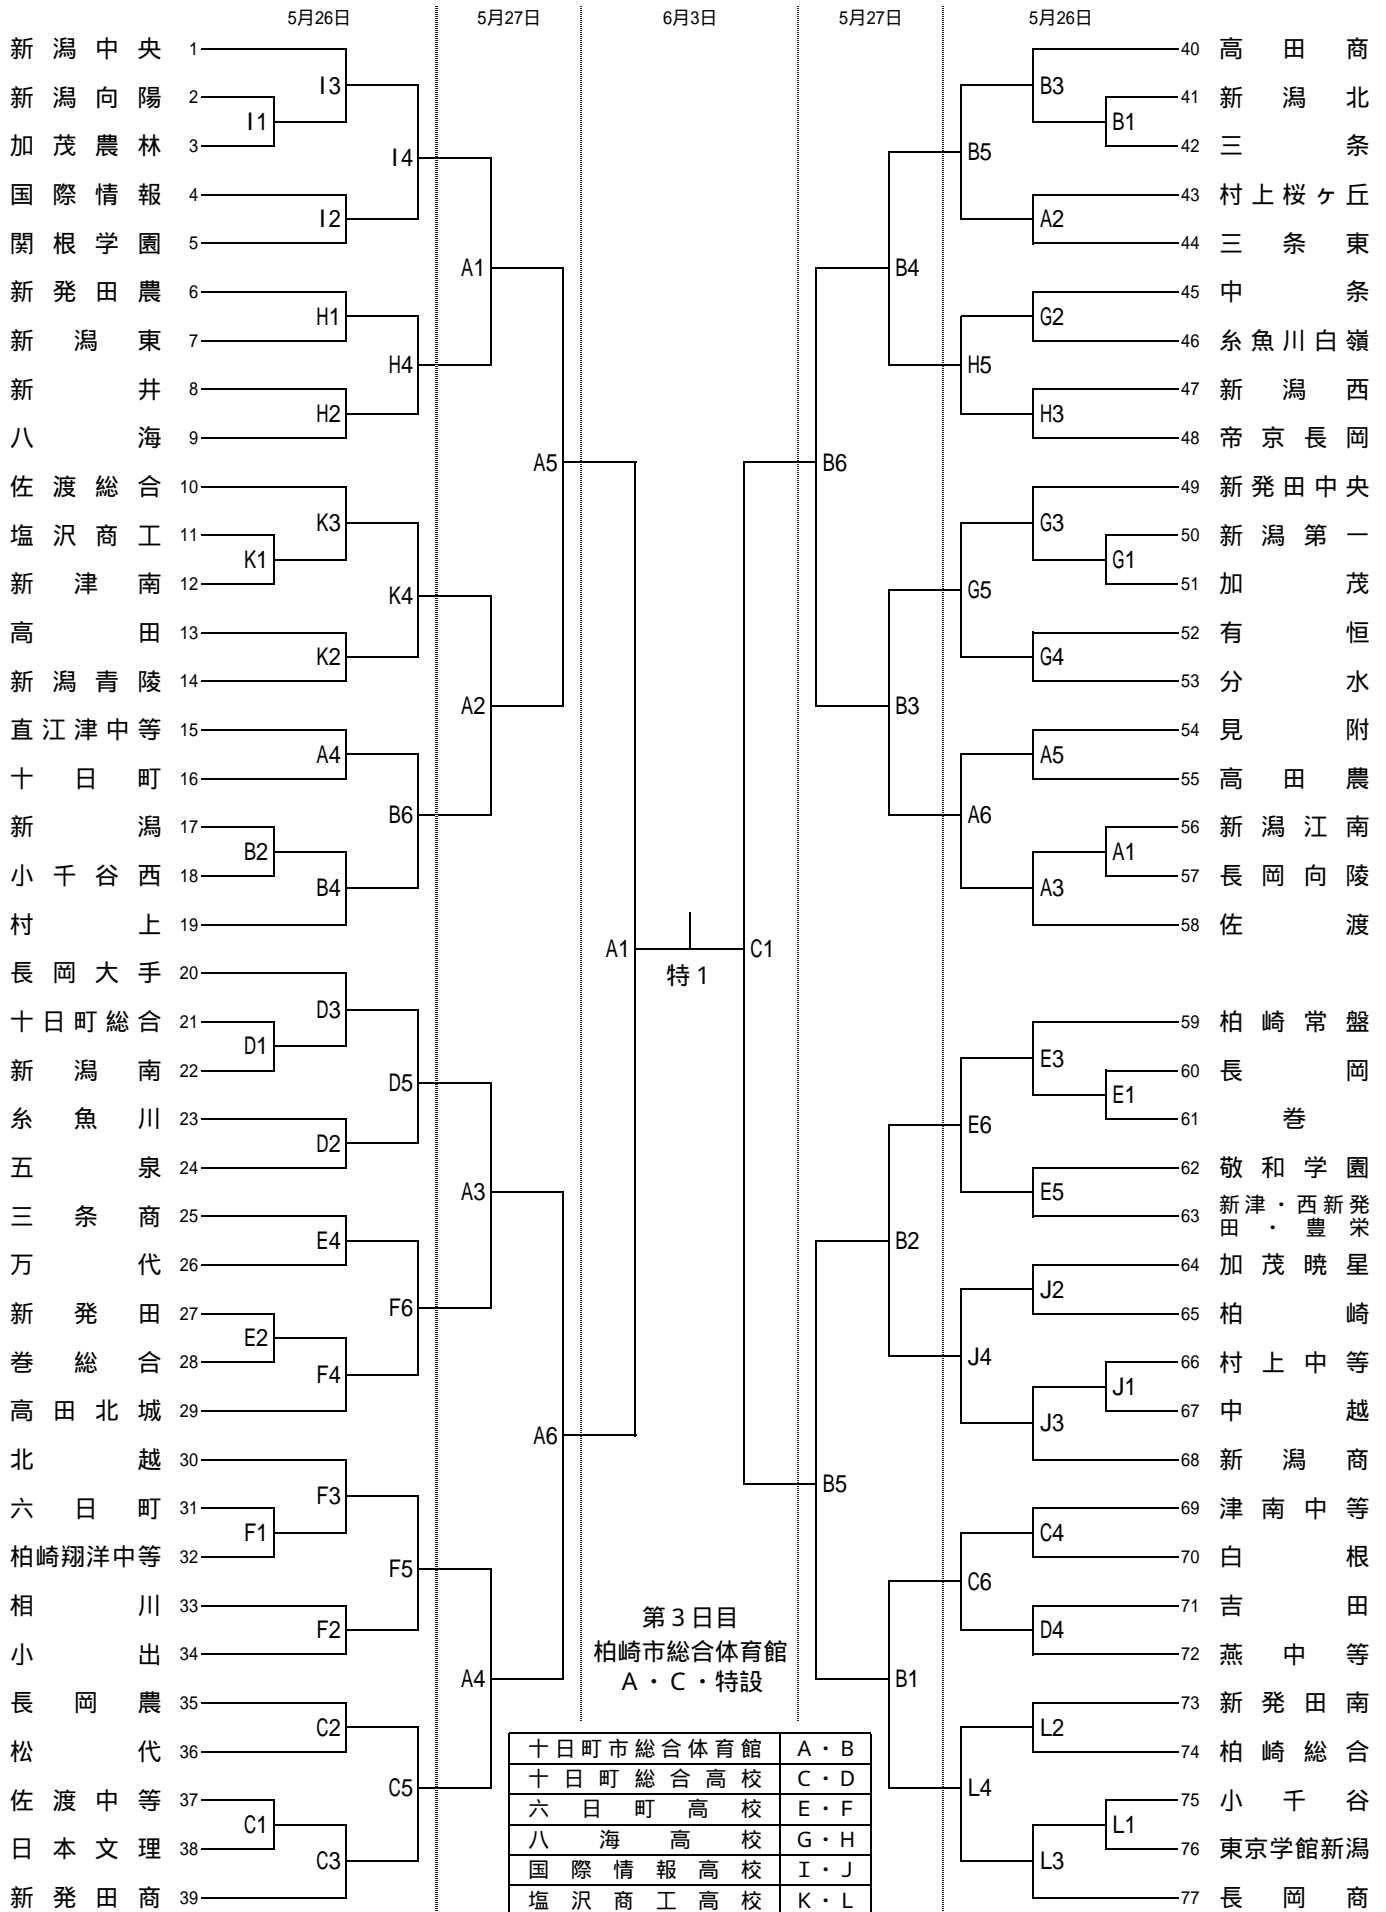 5月26日 5月27日 6月3日 5月27日 5月26日
新潟中央 1
新潟向陽 2
加茂農林 3
国際情報 4
関根学園 5
新発田農 6
新潟東 7
新井 8
八海 9
佐渡総合 10
塩沢商工 11
新津南 12
高田 13
新潟青陵 14
直江津中等 15
十日町 16
新潟 17
小千谷西 18
村上 19
長岡大手 20
十日町総合 21
新潟南 22
糸魚川 23
五泉 24
三条商 25
万代 26
新発田 27
巻総合 28
高田北城 29
北越 30
六日町 31
柏崎翔洋中等 32
相川 33
小出 34
長岡農 35
松代 36
佐渡中等 37
日本文理 38
新発田商 39
I3
I1
I4
I2
A1
H1
H4
H2
A5
K3
K1
K4
K2
A2
A4
B6
B2
B4
A1
D3
D1
D5
D2
A3
E4
F6
E2
F4
A6
F3
F1
F5
F2
A4
C2
C5
C1
C3
特1
C1
B3
B1
B5
A2
B4
G2
H5
H3
B6
G3
G1
G5
G4
B3
A5
A6
A1
A3
E3
E1
E6
E5
B2
J2
J4
J1
J3
B5
C4
C6
D4
B1
L2
L4
L1
L3
40 高田商
41 新潟北
42 三条
43 村上桜ヶ丘
44 三条東
45 中条
46 糸魚川白嶺
47 新潟西
48 帝京長岡
49 新発田中央
50 新潟第一
51 加茂
52 有恒
53 分水
54 見附
55 高田農
56 新潟江南
57 長岡向陵
58 佐渡
59 柏崎常盤
60 長岡
61 巻
62 敬和学園
63 新津・西新発
田・豊栄
64 加茂暁星
65 柏崎
66 村上中等
67 中越
68 新潟商
69 津南中等
70 白根
71 吉田
72 燕中等
73 新発田南
74 柏崎総合
75 小千谷
76 東京学館新潟
77 長岡商
第3日目
柏崎市総合体育館
A・C・特設
十日町市総合体育館 A・B
十日町総合高校 C・D
六日町高校 E・F
八海高校 G・H
国際情報高校 I・J
塩沢商工高校 K・L